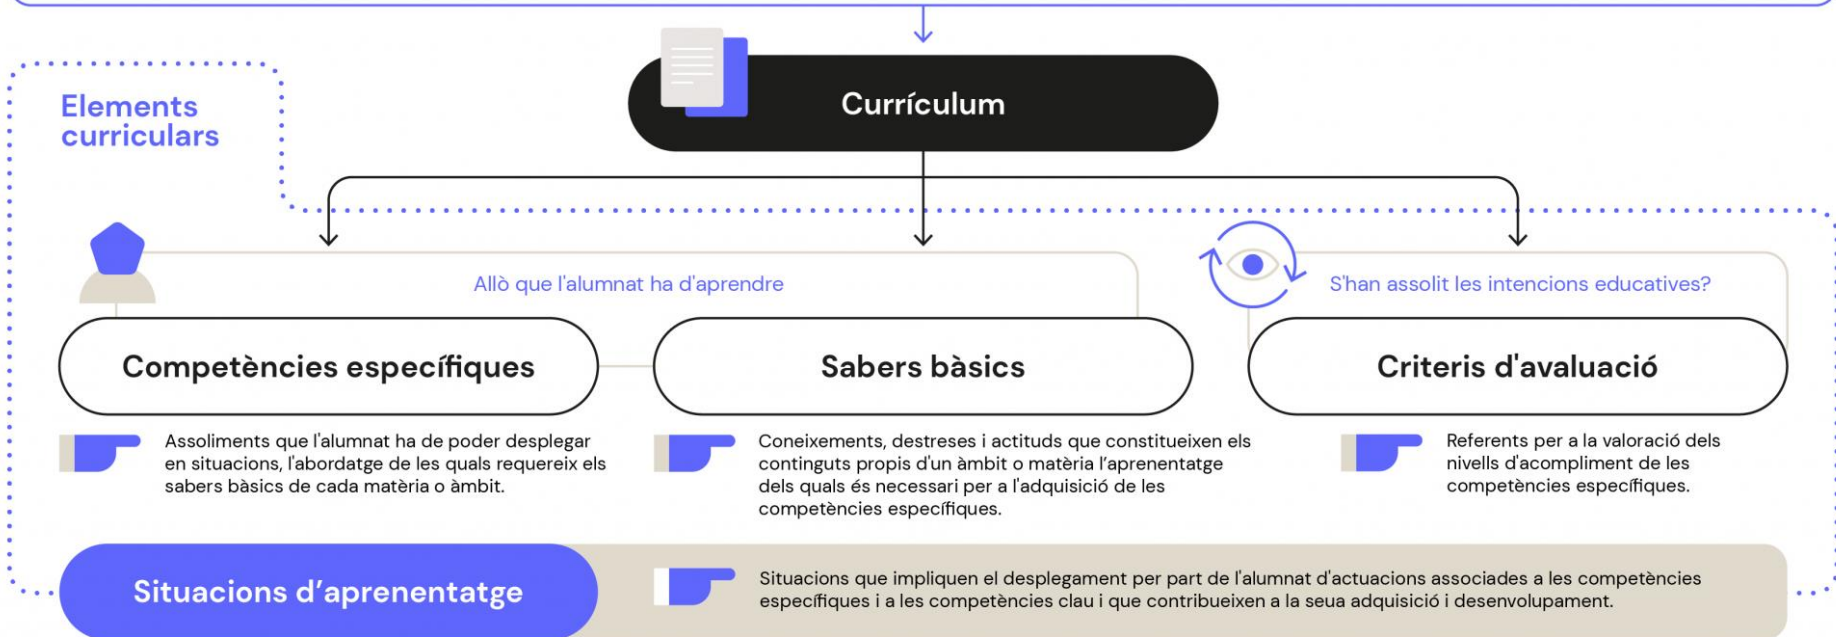 Currículum
Elements
curriculars
Allò que l'alumnat ha d'aprendre
S'han assolit les intencions educatives?
Competències específiques
Sabers bàsics
Criteris d'avaluació
Assoliments que l'alumnat ha de poder desplegar
en situacions, l'abordatge de les quals requereix els
sabers bàsics de cada matèria o àmbit.
Coneixements, destreses i actituds que constitueixen els
continguts propis d'un àmbit o matèria l’aprenentatge
dels quals és necessari per a l'adquisició de les
competències específiques.
Referents per a la valoració dels
nivells d'acompliment de les
competències específiques.
Situacions d’aprenentatge
Situacions que impliquen el desplegament per part de l'alumnat d'actuacions associades a les competències
específiques i a les competències clau i que contribueixen a la seua adquisició i desenvolupament.